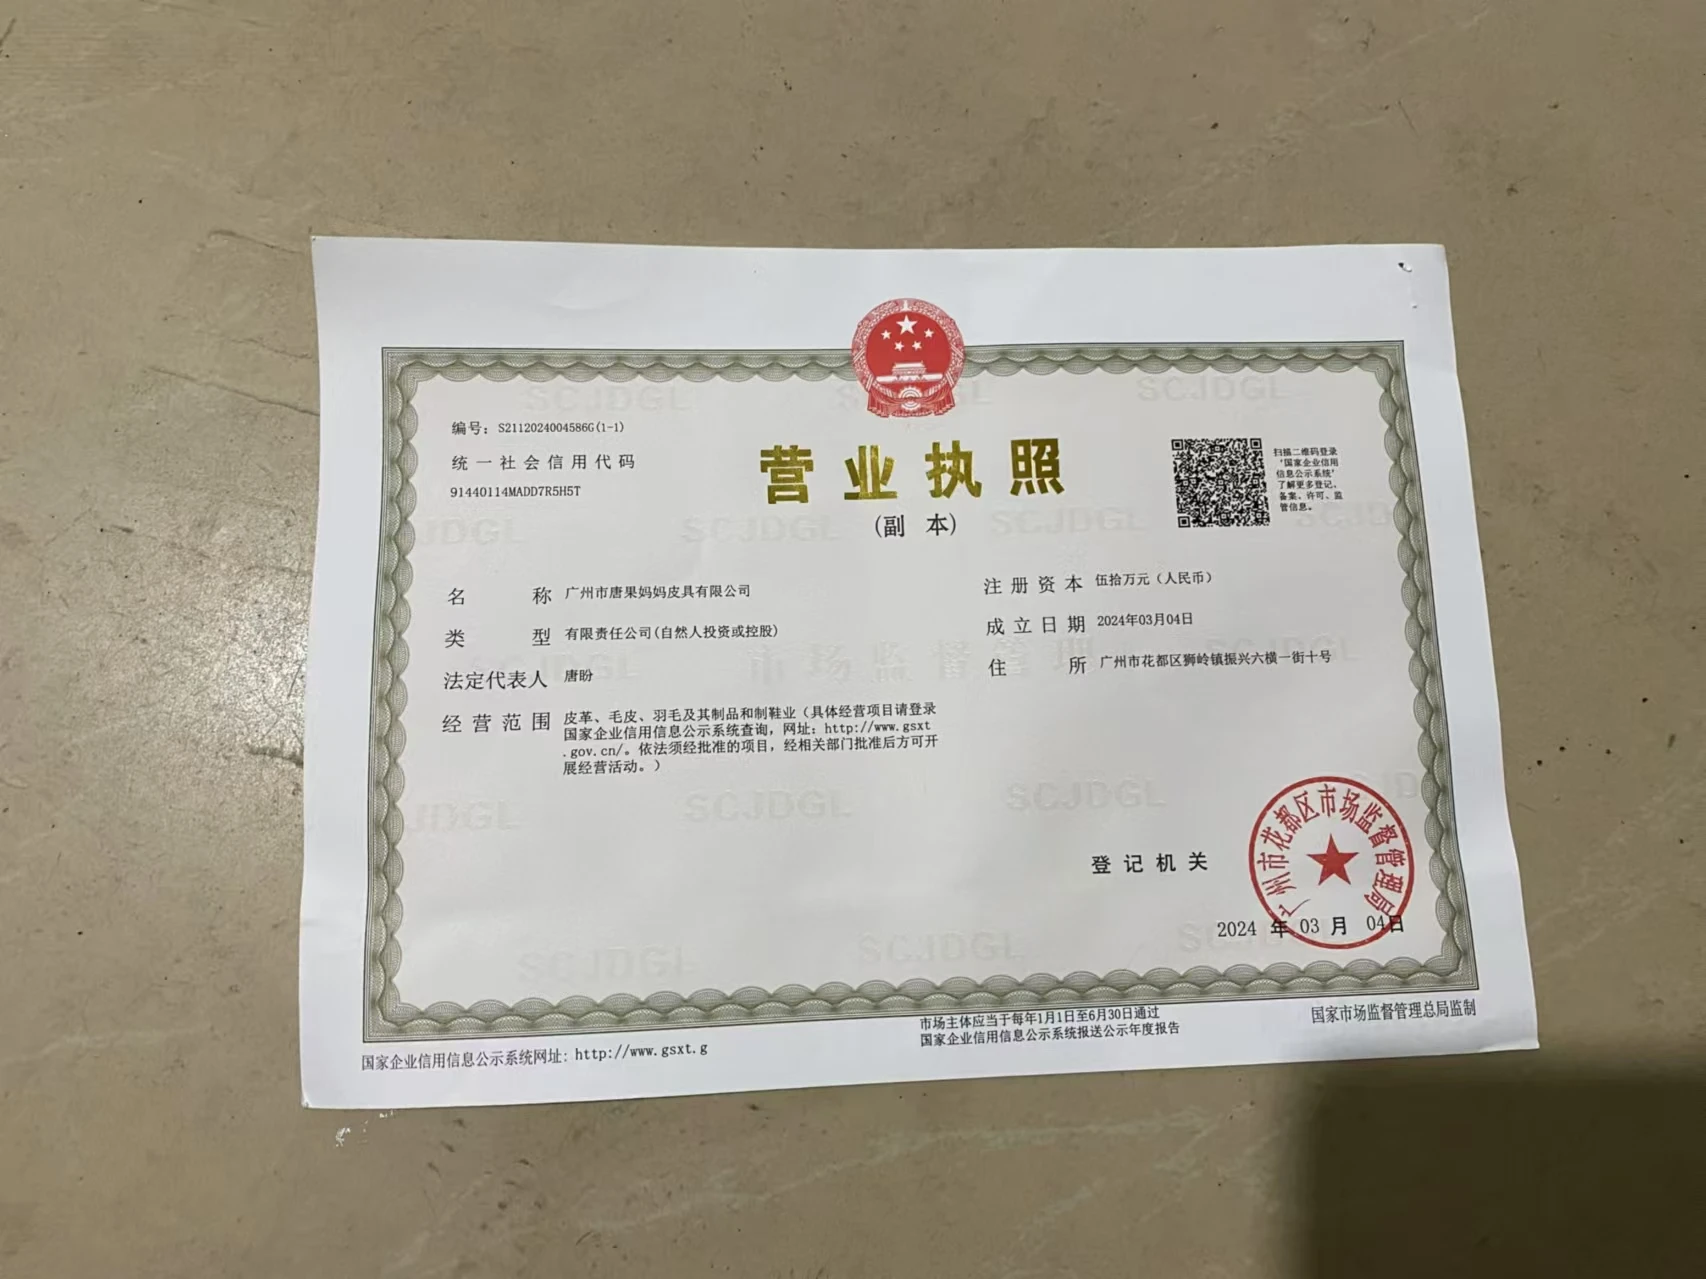 编号：S2112024004586G(1-1)
统一社会信用代码
91440114MADD7R5H5T
营业执照
（副 本）
扫描二维码登录
'国家企业信用
信息公示系统'
了解更多登记、
备案、许可、监
管信息。
名 称 广州市唐果妈妈皮具有限公司
类 型 有限责任公司(自然人投资或控股)
法定代表人 唐盼
经营范围 皮革、毛皮、羽毛及其制品和制鞋业（具体经营项目请登录
国家企业信用信息公示系统查询，网址：http://www.gsxt
.gov.cn/。依法须经批准的项目，经相关部门批准后方可开
展经营活动。）
注册资本 伍拾万元（人民币）
成立日期 2024年03月04日
住 所 广州市花都区狮岭镇振兴六横一街十号
登记机关
广州市花都区市场监督管理局
2024 年 03 月 04日
国家企业信用信息公示系统网址：http://www.gsxt.g
市场主体应当于每年1月1日至6月30日通过
国家企业信用信息公示系统报送公示年度报告
国家市场监督管理总局监制
SCJDGL
市场监督管理